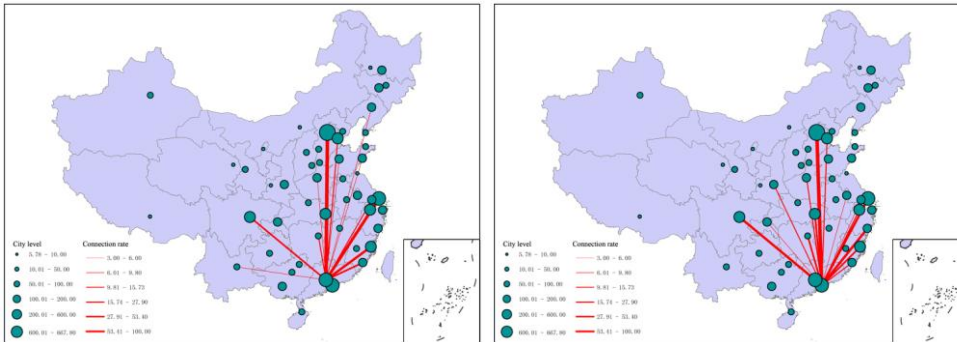 City level Connection rate
5.78 - 10.00 3.00 - 6.00
10.01 - 50.00 6.01 - 9.80
50.01 - 100.00 9.81 - 15.73
100.01 - 200.00 15.74 - 27.90
200.01 - 600.00 27.91 - 53.40
600.01 - 667.00 53.41 - 100.00
City level Connection rate
5.78 - 10.00 3.00 - 6.00
10.01 - 50.00 6.01 - 9.80
50.01 - 100.00 9.81 - 15.73
100.01 - 200.00 15.74 - 27.90
200.01 - 600.00 27.91 - 53.40
600.01 - 667.00 53.41 - 100.00